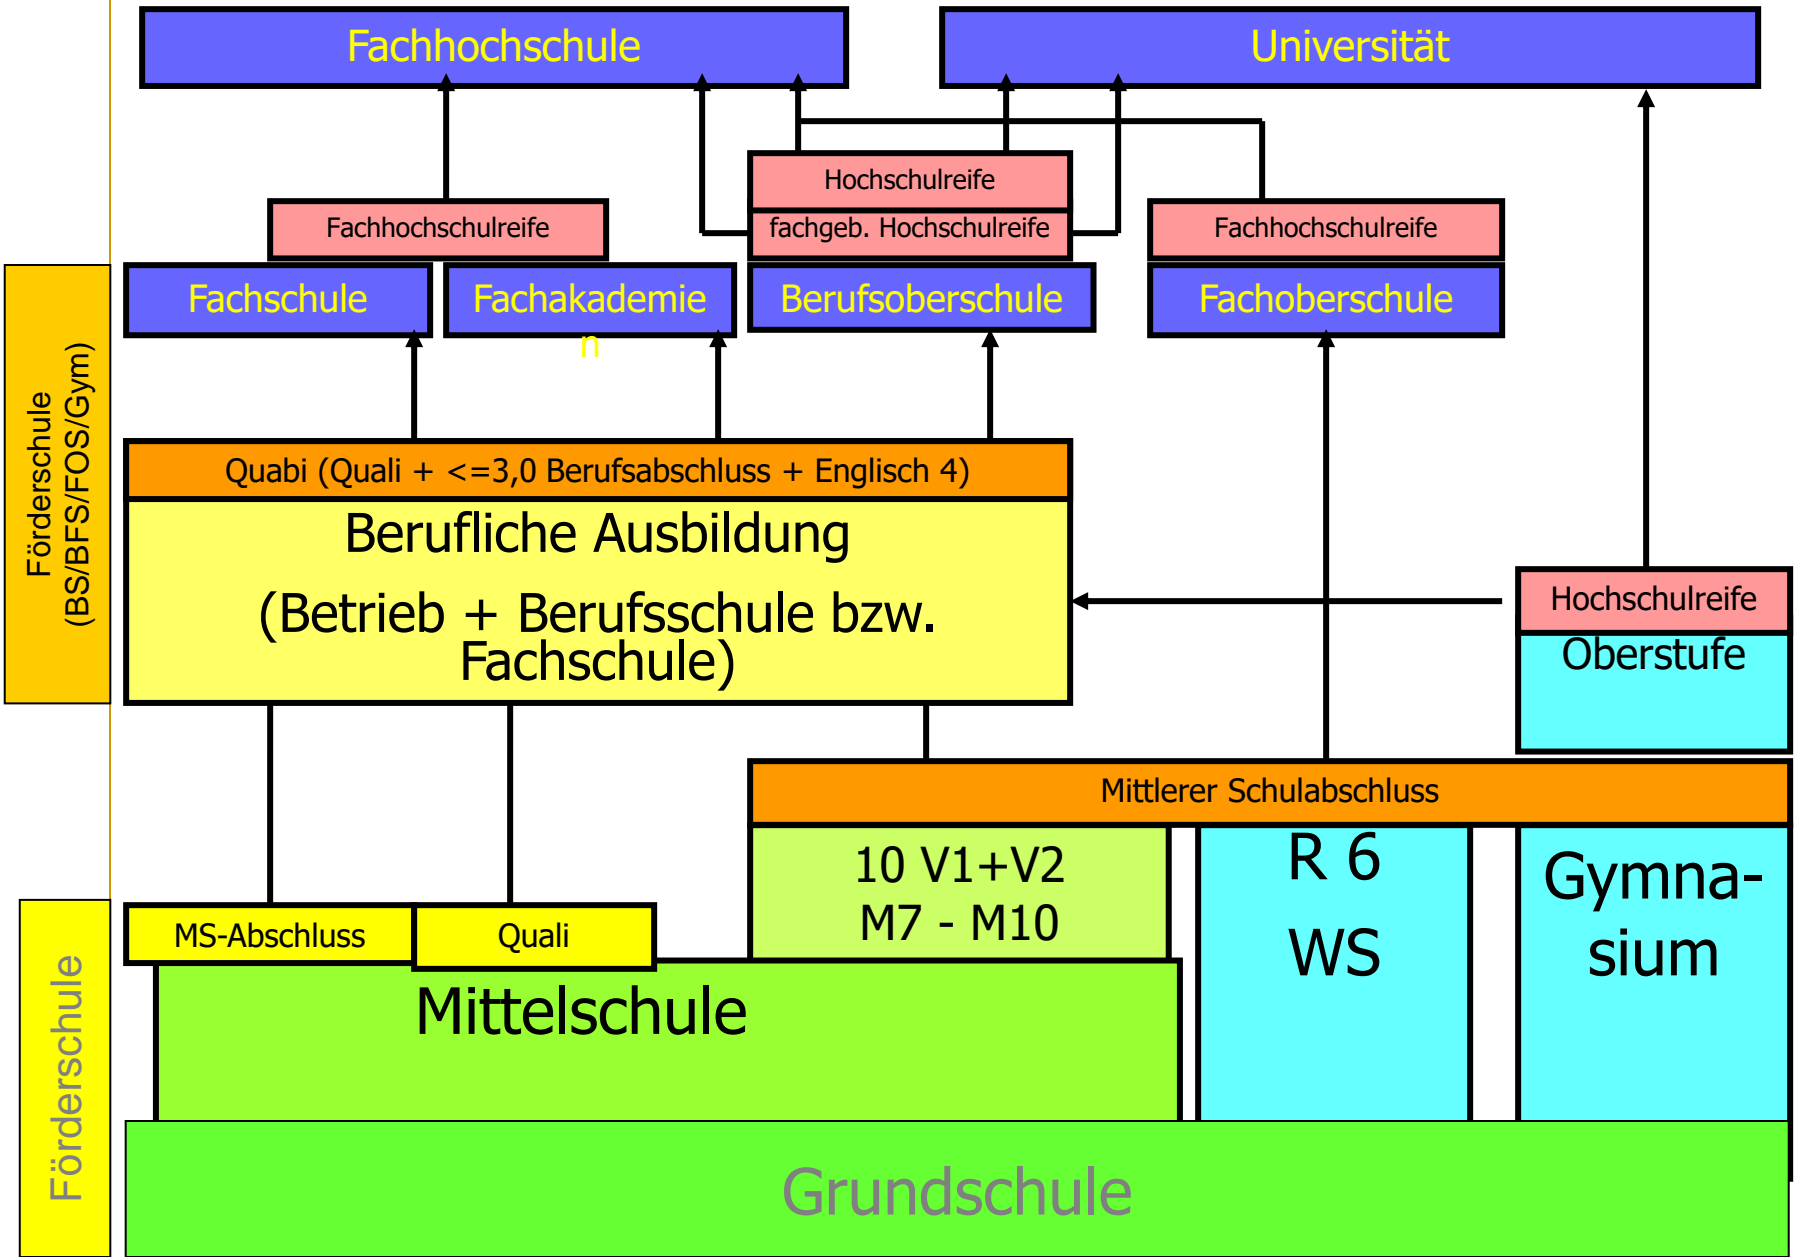 Fachhochschule
Universität
Hochschulreife
fachgeb. Hochschulreife
Fachhochschulreife
Fachhochschulreife
Fachschule
Fachakademie
n
Berufsoberschule
Fachoberschule
Förderschule
(BS/BFS/FOS/Gym)
Quabi (Quali + <=3,0 Berufsabschluss + Englisch 4)
Berufliche Ausbildung
(Betrieb + Berufsschule bzw.
Fachschule)
Hochschulreife
Oberstufe
Mittlerer Schulabschluss
10 V1+V2
M7 - M10
R 6
WS
Gymna-
sium
MS-Abschluss
Quali
Mittelschule
Förderschule
Grundschule